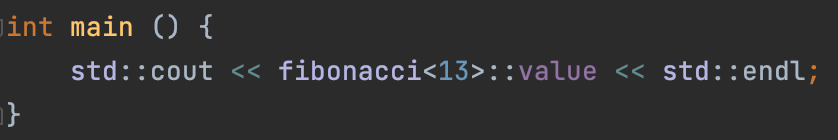 int main () {
    std::cout << fibonacci<13>::value << std::endl;
}